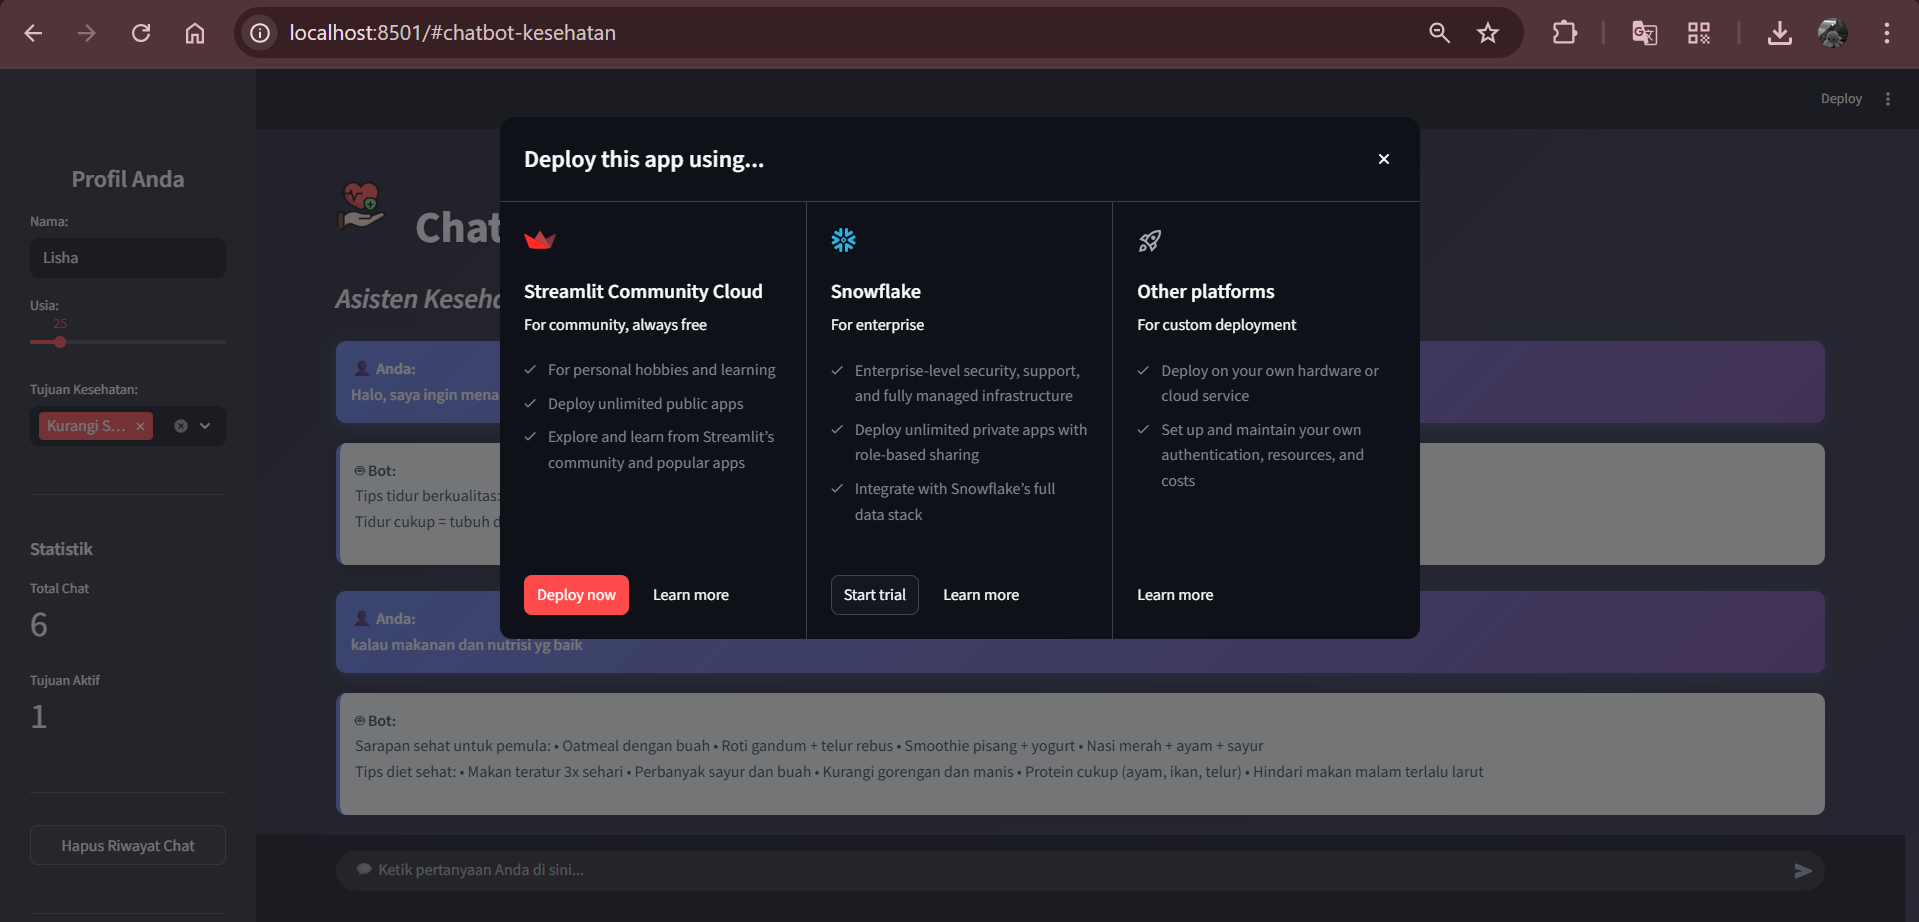 localhost:8501/#chatbot-kesehatan
Deploy
Profil Anda
Nama:
Lisha
Usia:
25
Tujuan Kesehatan:
Kurangi S...
Statistik
Total Chat
6
Tujuan Aktif
1
Hapus Riwayat Chat
Chat
Asisten Keseh
Anda:
Halo, saya ingin mena
Bot:
Tips tidur berkualitas:
Tidur cukup = tubuh d
Anda:
kalau makanan dan nutrisi yg baik
Bot:
Sarapan sehat untuk pemula: • Oatmeal dengan buah • Roti gandum + telur rebus • Smoothie pisang + yogurt • Nasi merah + ayam + sayur
Tips diet sehat: • Makan teratur 3x sehari • Perbanyak sayur dan buah • Kurangi gorengan dan manis • Protein cukup (ayam, ikan, telur) • Hindari makan malam terlalu larut
Ketik pertanyaan Anda di sini...
Deploy this app using...
Streamlit Community Cloud
For community, always free
For personal hobbies and learning
Deploy unlimited public apps
Explore and learn from Streamlit’s
community and popular apps
Deploy now
Learn more
Snowflake
For enterprise
Enterprise-level security, support,
and fully managed infrastructure
Deploy unlimited private apps with
role-based sharing
Integrate with Snowflake’s full
data stack
Start trial
Learn more
Other platforms
For custom deployment
Deploy on your own hardware or
cloud service
Set up and maintain your own
authentication, resources, and
costs
Learn more